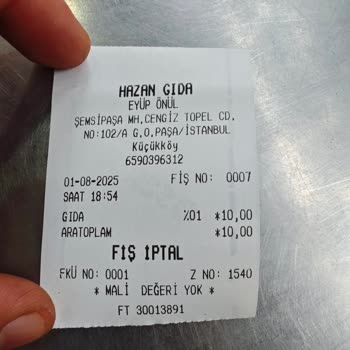 HAZAN GIDA
EYÜP ÖNÜL
ŞEMSİPAŞA MH.CENGİZ TOPEL CD.
NO:102/A G.O.PAŞA/İSTANBUL
Küçükköy
6590396312
01-08-2025 FİŞ NO: 0007
SAAT 18:54
GIDA %01 *10,00
ARATOPLAM *10,00
FİŞ İPTAL
EKÜ NO: 0001 Z NO: 1540
* MALİ DEĞERİ YOK *
FT 30013891